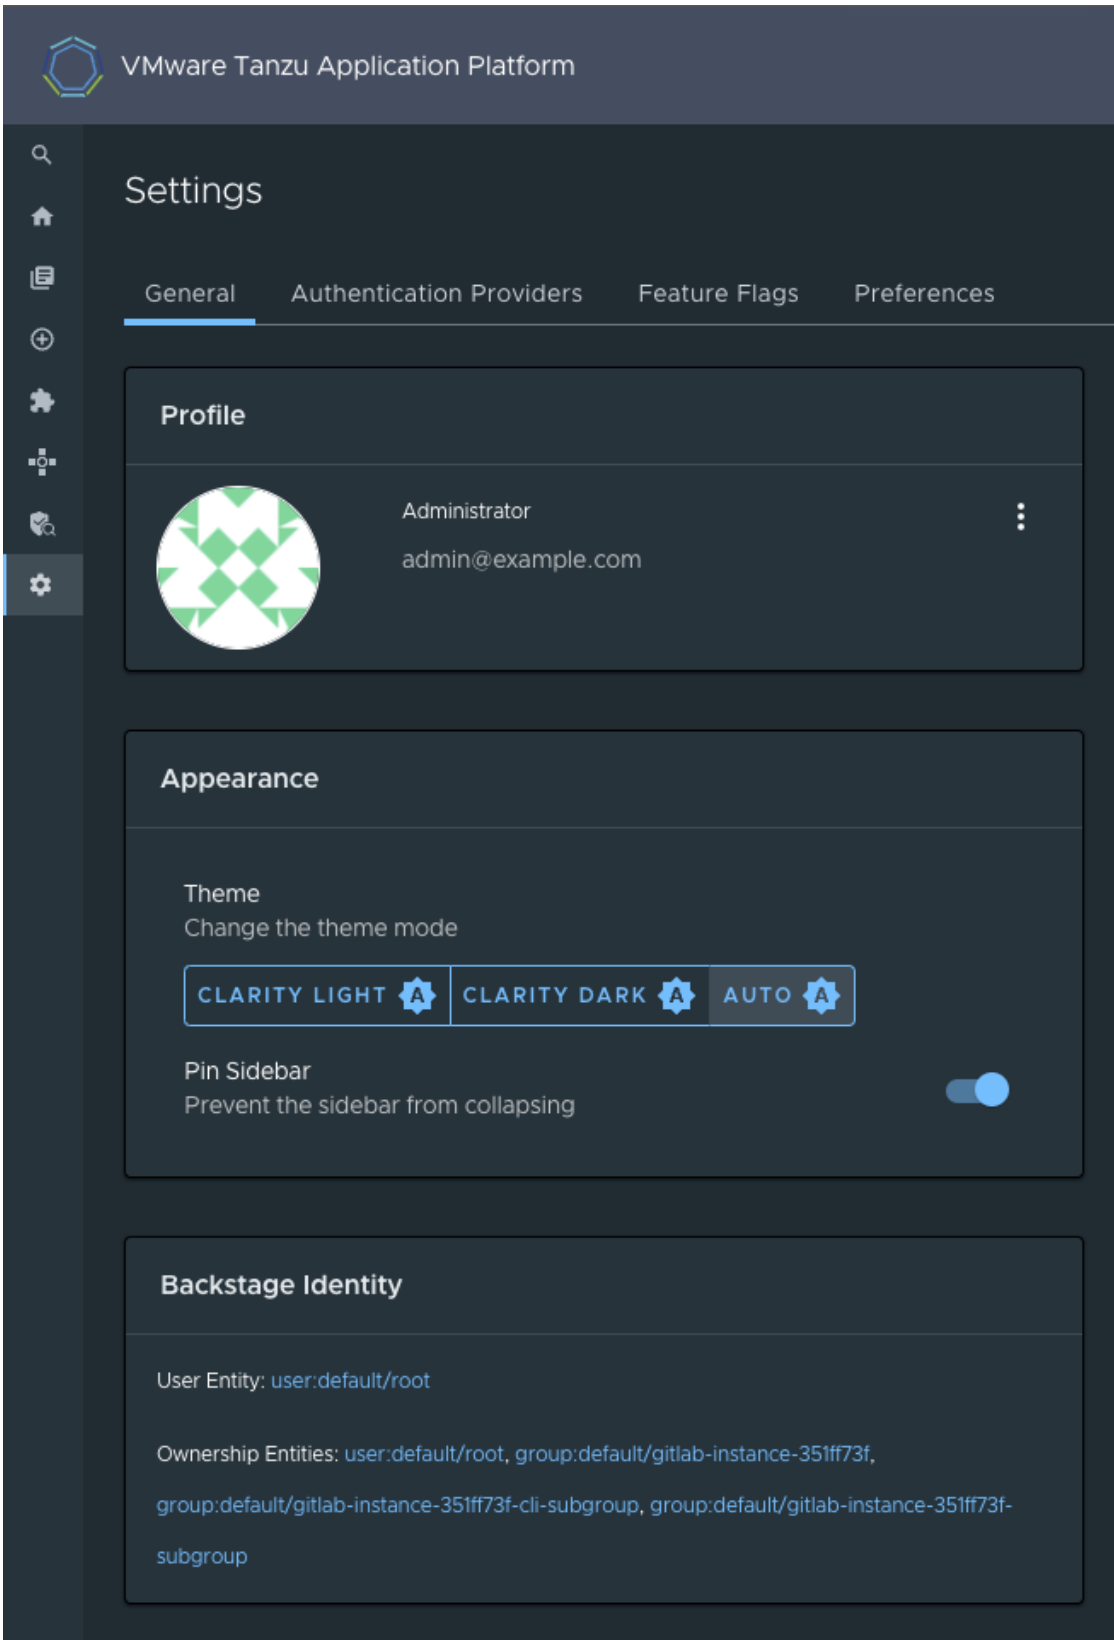 VMware Tanzu Application Platform
Settings
General Authentication Providers Feature Flags Preferences
Profile
Administrator
admin@example.com
Appearance
Theme
Change the theme mode
CLARITY LIGHT A CLARITY DARK A AUTO A
Pin Sidebar
Prevent the sidebar from collapsing
Backstage Identity
User Entity: user:default/root
Ownership Entities: user:default/root, group:default/gitlab-instance-351ff73f,
group:default/gitlab-instance-351ff73f-cli-subgroup, group:default/gitlab-instance-351ff73f-
subgroup